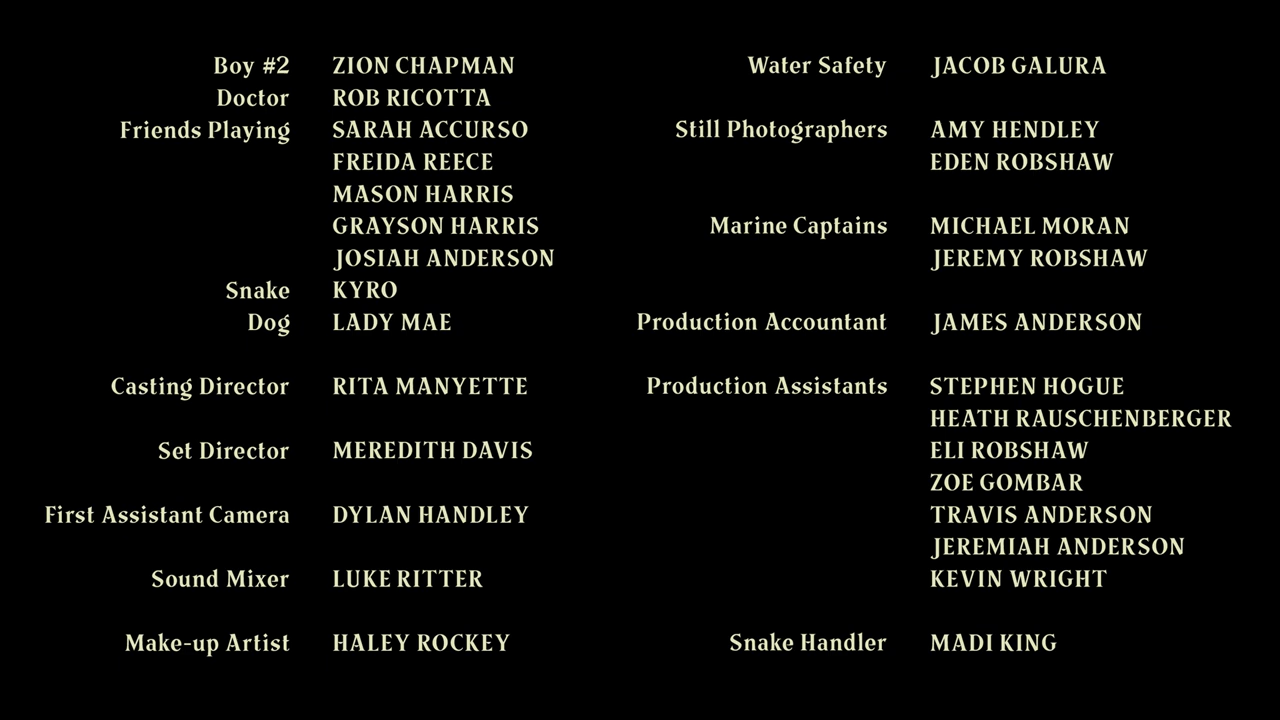 Boy #2 ZION CHAPMAN
Doctor ROB RICOTTA
Friends Playing SARAH ACCURSO
FREIDA REECE
MASON HARRIS
GRAYSON HARRIS
JOSIAH ANDERSON
Snake KYRO
Dog LADY MAE
Casting Director RITA MANYETTE
Set Director MEREDITH DAVIS
First Assistant Camera DYLAN HANDLEY
Sound Mixer LUKE RITTER
Make-up Artist HALEY ROCKEY
Water Safety JACOB GALURA
Still Photographers AMY HENDLEY
EDEN ROBSHAW
Marine Captains MICHAEL MORAN
JEREMY ROBSHAW
Production Accountant JAMES ANDERSON
Production Assistants STEPHEN HOGUE
HEATH RAUSCHENBERGER
ELI ROBSHAW
ZOE GOMBAR
TRAVIS ANDERSON
JEREMIAH ANDERSON
KEVIN WRIGHT
Snake Handler MADI KING